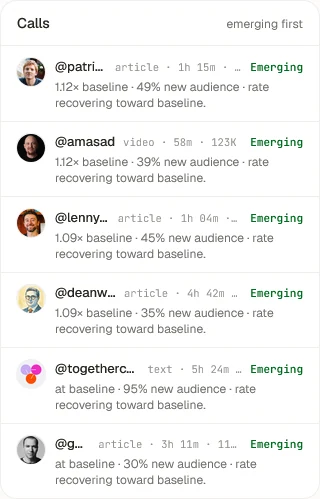 Calls emerging first
@patri... article · 1h 15m · … Emerging
1.12× baseline · 49% new audience · rate
recovering toward baseline.
@amasad video · 58m · 123K Emerging
1.12× baseline · 39% new audience · rate
recovering toward baseline.
@lenny... article · 1h 04m ·… Emerging
1.09× baseline · 45% new audience · rate
recovering toward baseline.
@deanw... article · 4h 42m … Emerging
1.09× baseline · 35% new audience · rate
recovering toward baseline.
@togetherc... text · 5h 24m … Emerging
at baseline · 95% new audience · rate
recovering toward baseline.
@g... article · 3h 11m · 11… Emerging
at baseline · 30% new audience · rate
recovering toward baseline.